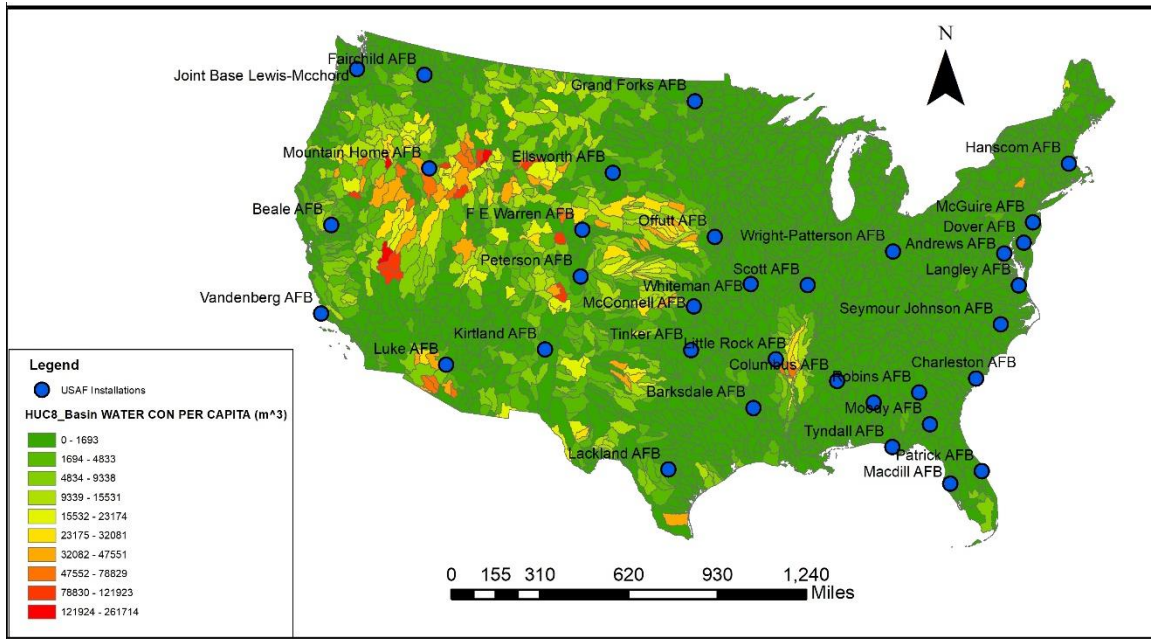 N
Fairchild AFB
Joint Base Lewis-Mcchord
Grand Forks AFB
Hanscom AFB
Mountain Home AFB
Ellsworth AFB
McGuire AFB
Beale AFB
F E Warren AFB
Offutt AFB
Dover AFB
Wright-Patterson AFB
Andrews AFB
Peterson AFB
Scott AFB
Langley AFB
Whiteman AFB
Vandenberg AFB
McConnell AFB
Seymour Johnson AFB
Kirtland AFB
Tinker AFB
Little Rock AFB
Luke AFB
Columbus AFB
Charleston AFB
Robins AFB
Barksdale AFB
Moody AFB
Tyndall AFB
Lackland AFB
Patrick AFB
Macdill AFB
Legend
USAF Installations
HUC8_Basin WATER CON PER CAPITA (m^3)
0 - 1693
1694 - 4833
4834 - 9338
9339 - 15531
15532 - 23174
23175 - 32081
32082 - 47551
47552 - 78829
78830 - 121923
121924 - 261714
0 155 310 620 930 1,240
Miles